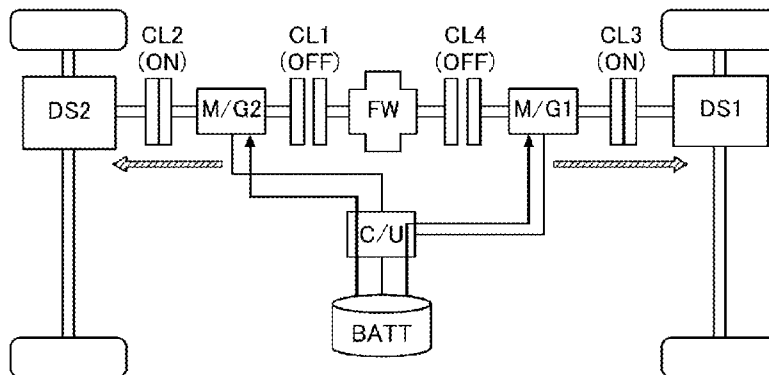 CL2
(ON)
CL1
(OFF)
CL4
(OFF)
CL3
(ON)
DS2
M/G2
FW
M/G1
DS1
C/U
BATT